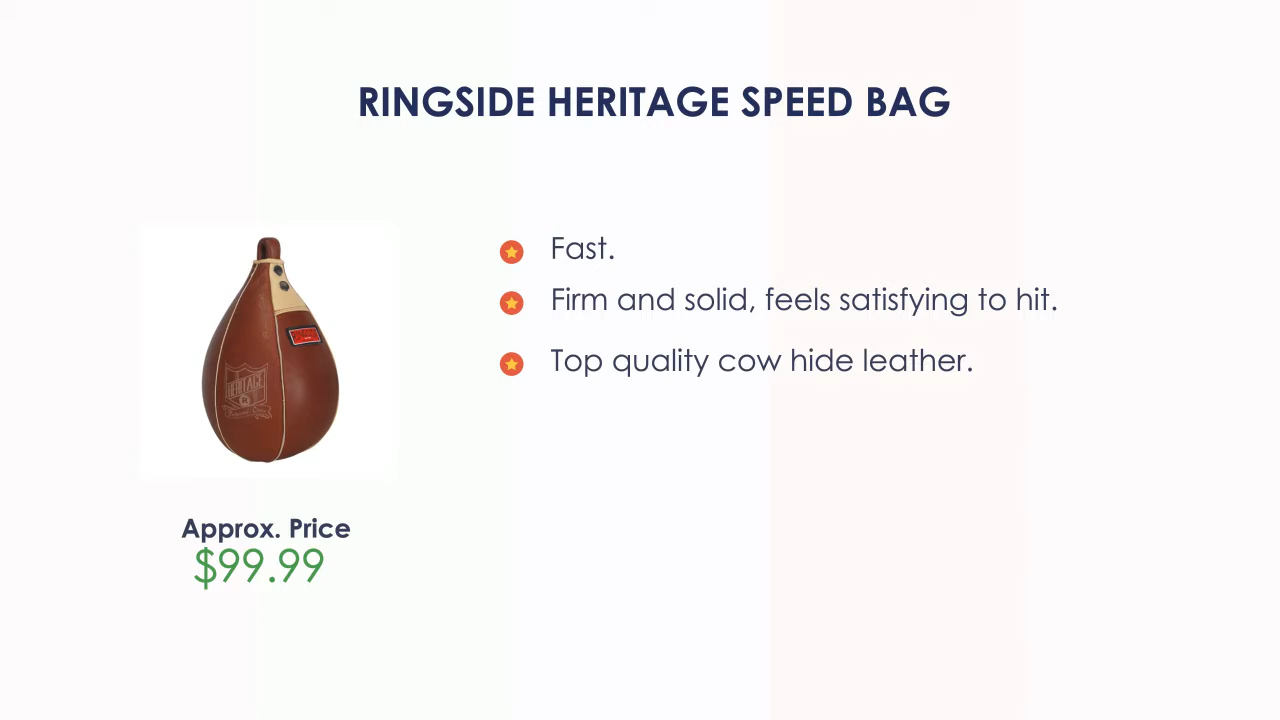 RINGSIDE HERITAGE SPEED BAG
Fast.
Firm and solid, feels satisfying to hit.
Top quality cow hide leather.
HERITAGE
Approx. Price
$99.99